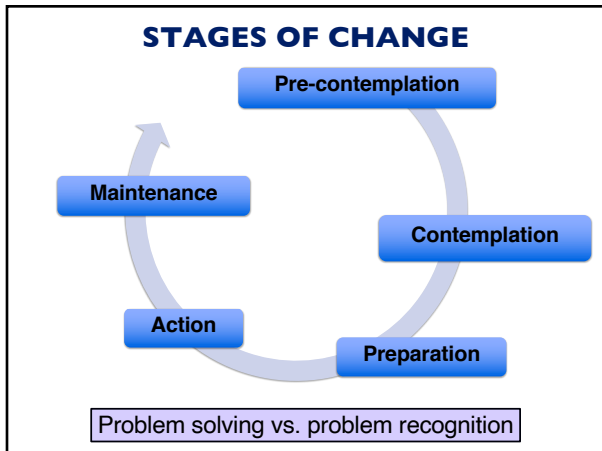 STAGES OF CHANGE
Pre-contemplation
Contemplation
Preparation
Action
Maintenance
Problem solving vs. problem recognition